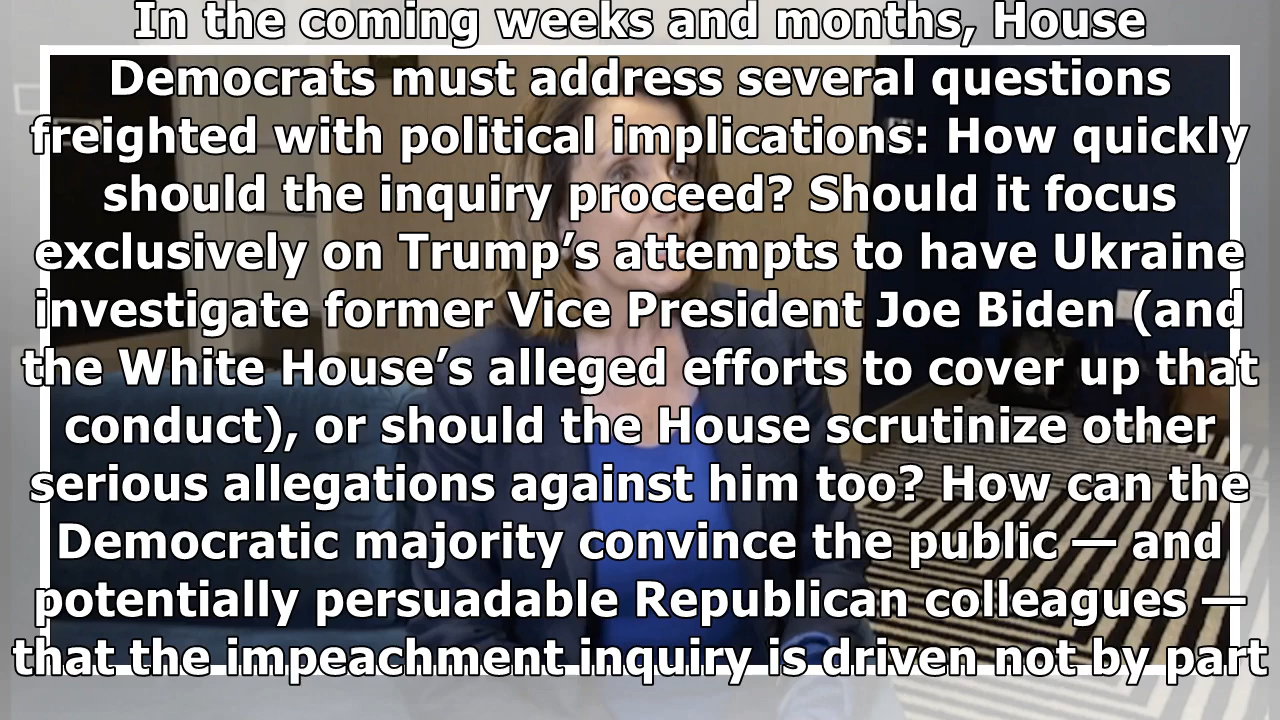 In the coming weeks and months, House
Democrats must address several questions
freighted with political implications: How quickly
should the inquiry proceed? Should it focus
exclusively on Trump’s attempts to have Ukraine
investigate former Vice President Joe Biden (and
the White House’s alleged efforts to cover up that
conduct), or should the House scrutinize other
serious allegations against him too? How can the
Democratic majority convince the public — and
potentially persuadable Republican colleagues —
that the impeachment inquiry is driven not by part